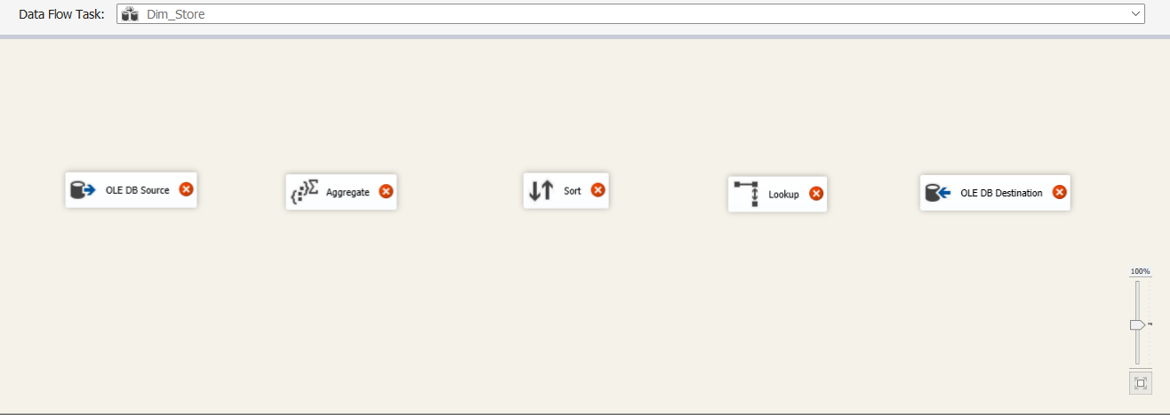 Data Flow Task: Dim_Store
OLE DB Source
Aggregate
Sort
Lookup
OLE DB Destination
100%